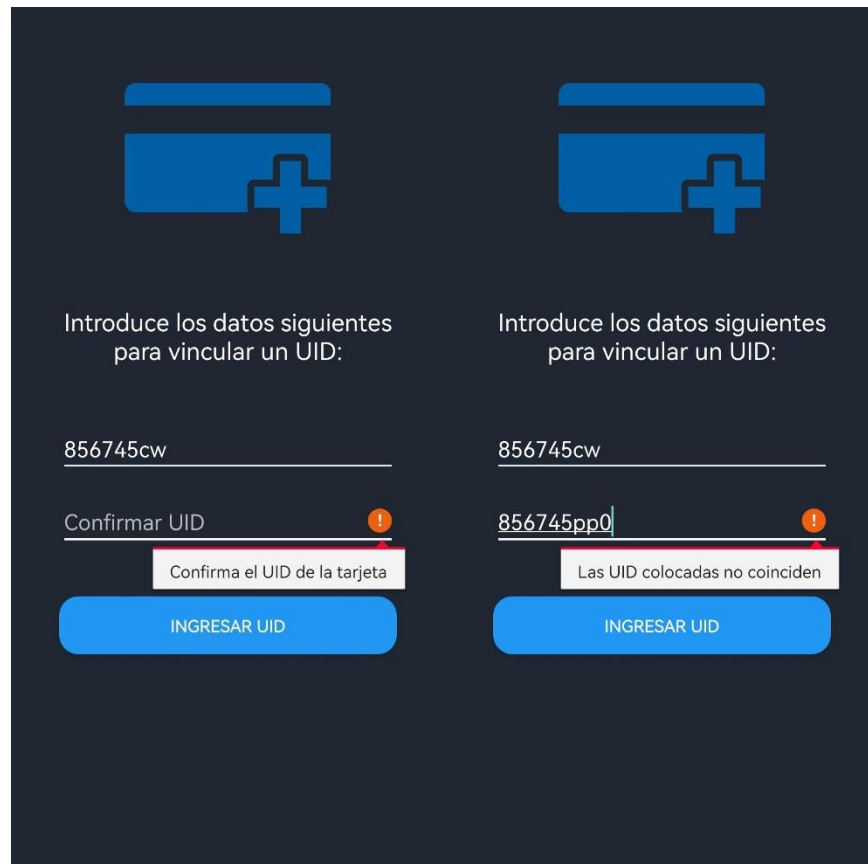 Introduce los datos siguientes
para vincular un UID:
856745cw
Confirmar UID
Confirma el UID de la tarjeta
INGRESAR UID
Introduce los datos siguientes
para vincular un UID:
856745cw
856745pp0
Las UID colocadas no coinciden
INGRESAR UID